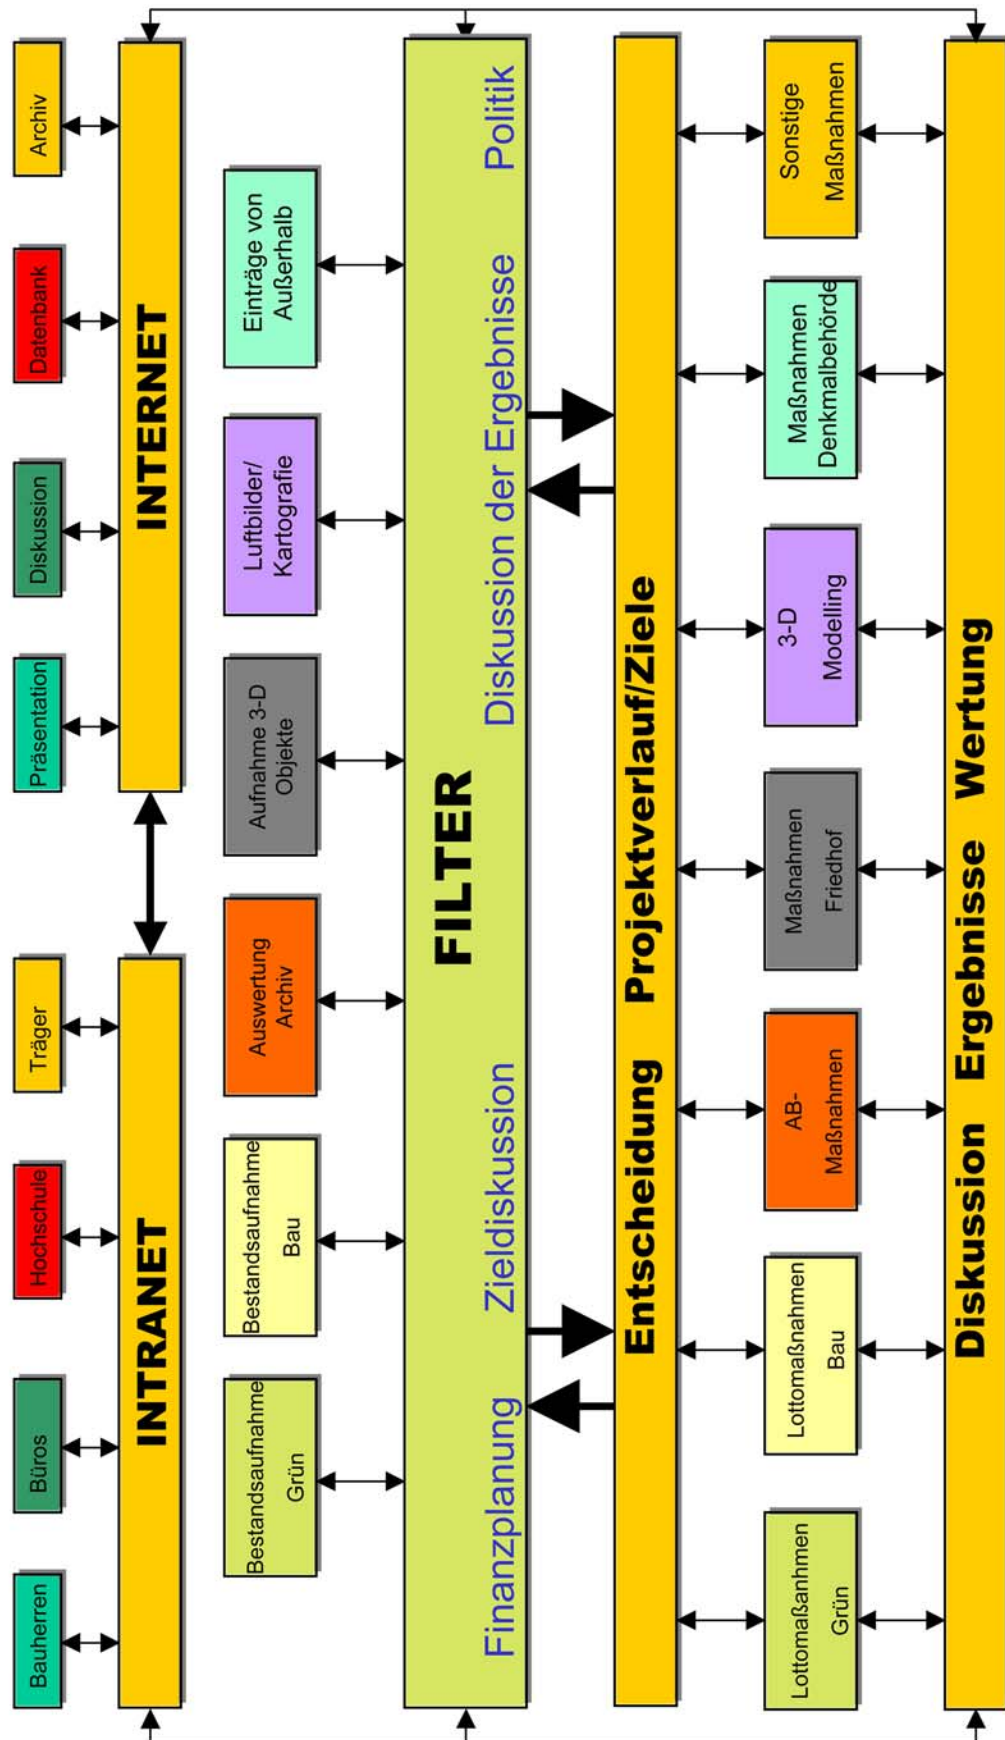 Bauherren
Büros
Hochschule
Träger
Präsentation
Diskussion
Datenbank
Archiv
INTRANET
INTERNET
Bestandsaufnahme
Grün
Bestandsaufnahme
Bau
Auswertung
Archiv
Aufnahme 3-D
Objekte
Luftbilder/
Kartografie
Einträge von
Außerhalb
FILTER
Finanzplanung Zieldiskussion Diskussion der Ergebnisse Politik
Entscheidung Projektverlauf/Ziele
Lottomaßanhmen
Grün
Lottomaßnahmen
Bau
AB-
Maßnahmen
Maßnahmen
Friedhof
3-D
Modelling
Maßnahmen
Denkmalbehörde
Sonstige
Maßnahmen
Diskussion Ergebnisse Wertung